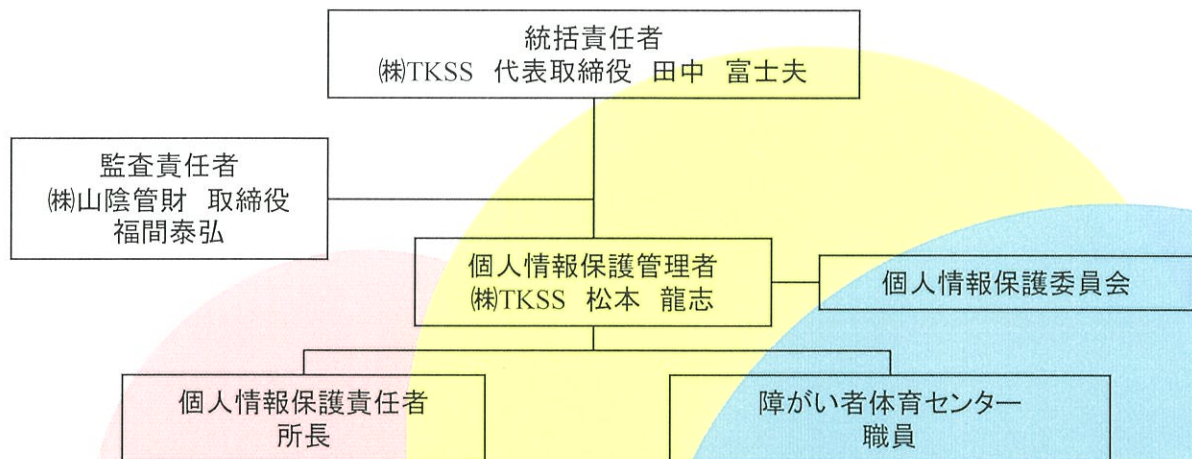 統括責任者
㈱TKSS 代表取締役 田中 富士夫
監査責任者
㈱山陰管財 取締役
福間泰弘
個人情報保護管理者
㈱TKSS 松本 龍志
個人情報保護委員会
個人情報保護責任者
所長
障がい者体育センター
職員